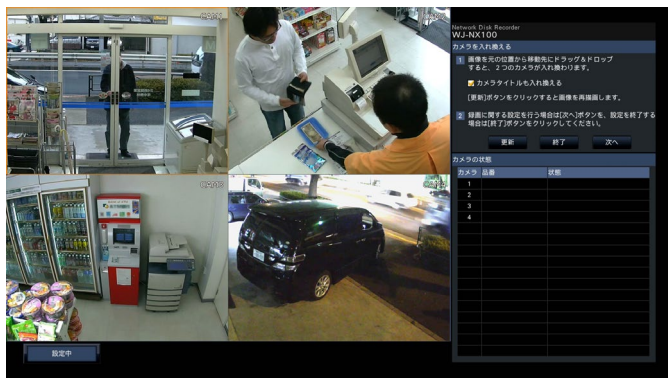 Network Disk Recorder
WJ-NX100
カメラを入れ換える
1 画像を元の位置から移動先にドラッグ＆ドロップ
すると、2つのカメラが入れ換わります。
カメラタイトルも入れ換える
[更新]ボタンをクリックすると画像を再描画します。
2 録画に関する設定を行う場合は[次へ]ボタンを、設定を終了する
場合は[終了]ボタンをクリックしてください。
更新 終了 次へ
カメラの状態
カメラ 品番 状態
1
2
3
4
設定中